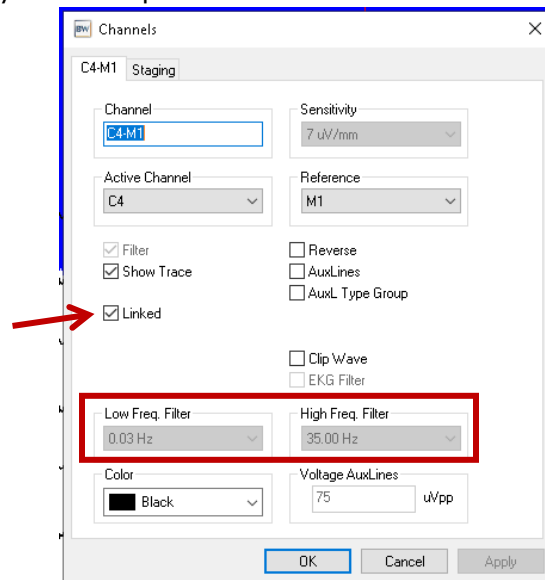 BW Channels
C4-M1 Staging
Channel Sensitivity
C4-M1 7 uV/mm
Active Channel Reference
C4 M1
Filter Reverse
Show Trace AuxLines
AuxL Type Group
Linked
Clip Wave
EKG Filter
Low Freq. Filter High Freq. Filter
0.03 Hz 35.00 Hz
Color Voltage AuxLines
Black 75 uVpp
OK Cancel Apply